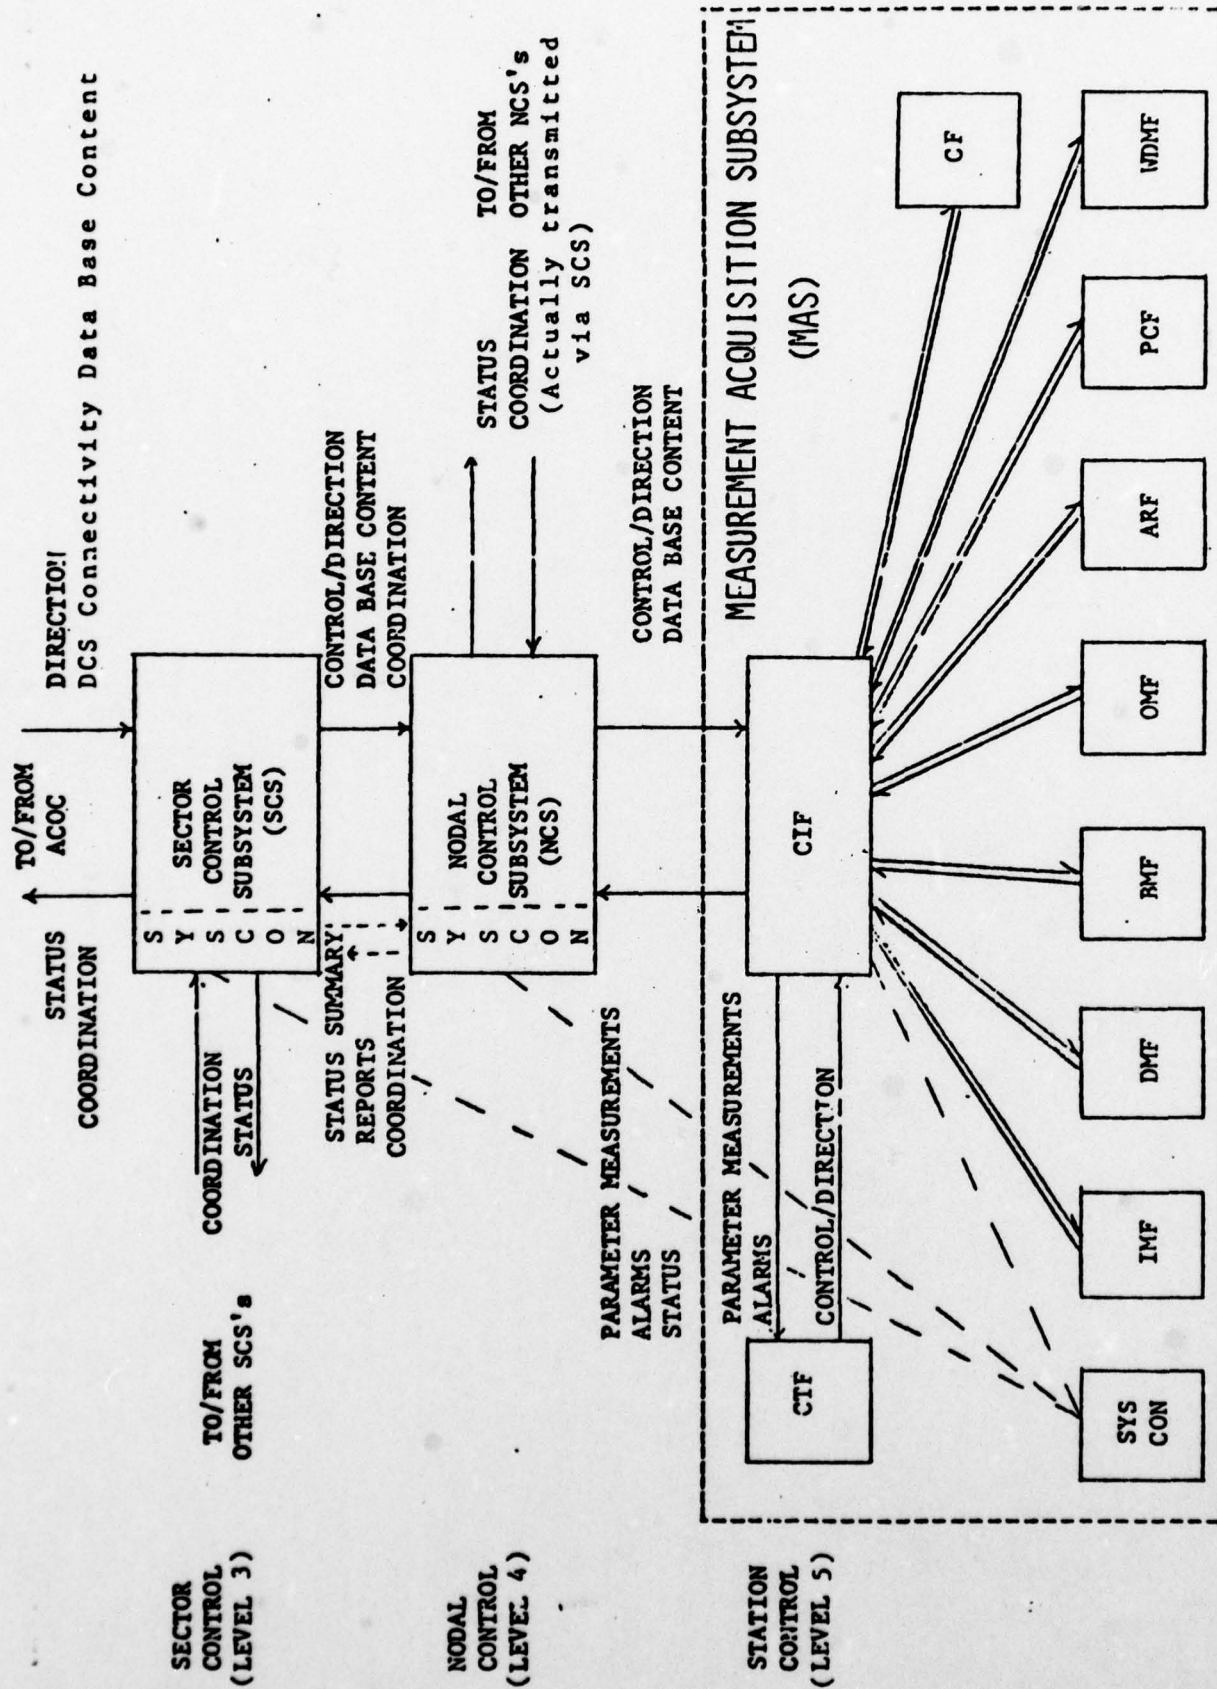 TO/FROM
ACOC
STATUS
COORDINATION
DIRECTION
DCS Connectivity Data Base Content
SECTOR
CONTROL
(LEVEL 3)
TO/FROM
OTHER SCS's
COORDINATION
STATUS
S
Y
S
C
O
N
SECTOR
CONTROL
SUBSYSTEM
(SCS)
STATUS SUMMARY
REPORTS
COORDINATION
CONTROL/DIRECTION
DATA BASE CONTENT
COORDINATION
NODAL
CONTROL
(LEVEL 4)
S
Y
S
C
O
N
NODAL
CONTROL
SUBSYSTEM
(NCS)
STATUS TO/FROM
COORDINATION OTHER NCS's
(Actually transmitted
via SCS)
PARAMETER MEASUREMENTS
ALARMS
STATUS
CONTROL/DIRECTION
DATA BASE CONTENT
MEASUREMENT ACQUISITION SUBSYSTEM
(MAS)
STATION
CONTROL
(LEVEL 5)
CTF
PARAMETER MEASUREMENTS
ALARMS
CONTROL/DIRECTION
CIF
CF
SYS
CON
IMF
DMF
BMF
OMF
ARF
PCF
WDMF